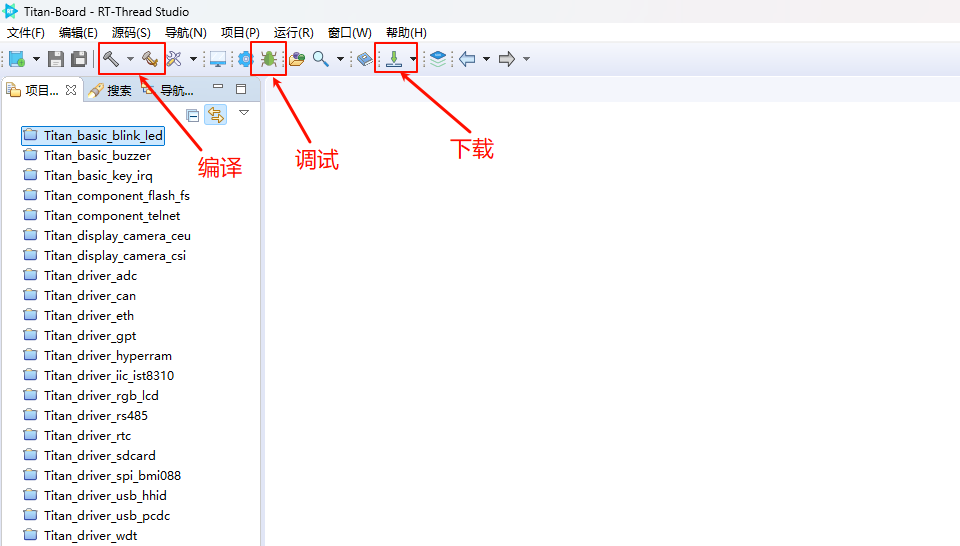 Titan-Board - RT-Thread Studio
文件(F) 编辑(E) 源码(S) 导航(N) 项目(P) 运行(R) 窗口(W) 帮助(H)
项目... 搜索 导航...
编译
调试
下载
Titan_basic_blink_led
Titan_basic_buzzer
Titan_basic_key_irq
Titan_component_flash_fs
Titan_component_telnet
Titan_display_camera_ceu
Titan_display_camera_csi
Titan_driver_adc
Titan_driver_can
Titan_driver_eth
Titan_driver_gpt
Titan_driver_hyperram
Titan_driver_iic_ist8310
Titan_driver_rgb_lcd
Titan_driver_rs485
Titan_driver_rtc
Titan_driver_sdcard
Titan_driver_spi_bmi088
Titan_driver_usb_hhid
Titan_driver_usb_pcdc
Titan_driver_wdt